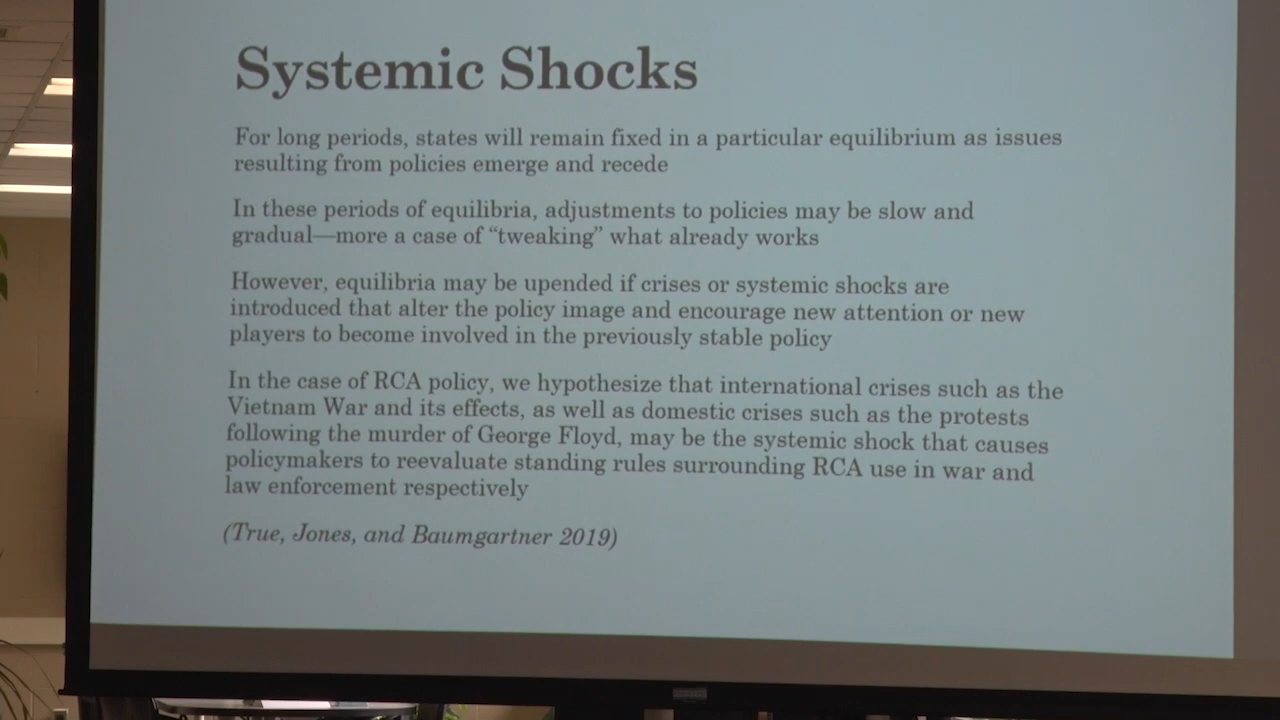 Systemic Shocks
For long periods, states will remain fixed in a particular equilibrium as issues
resulting from policies emerge and recede
In these periods of equilibria, adjustments to policies may be slow and
gradual—more a case of “tweaking” what already works
However, equilibria may be upended if crises or systemic shocks are
introduced that alter the policy image and encourage new attention or new
players to become involved in the previously stable policy
In the case of RCA policy, we hypothesize that international crises such as the
Vietnam War and its effects, as well as domestic crises such as the protests
following the murder of George Floyd, may be the systemic shock that causes
policymakers to reevaluate standing rules surrounding RCA use in war and
law enforcement respectively
(True, Jones, and Baumgartner 2019)